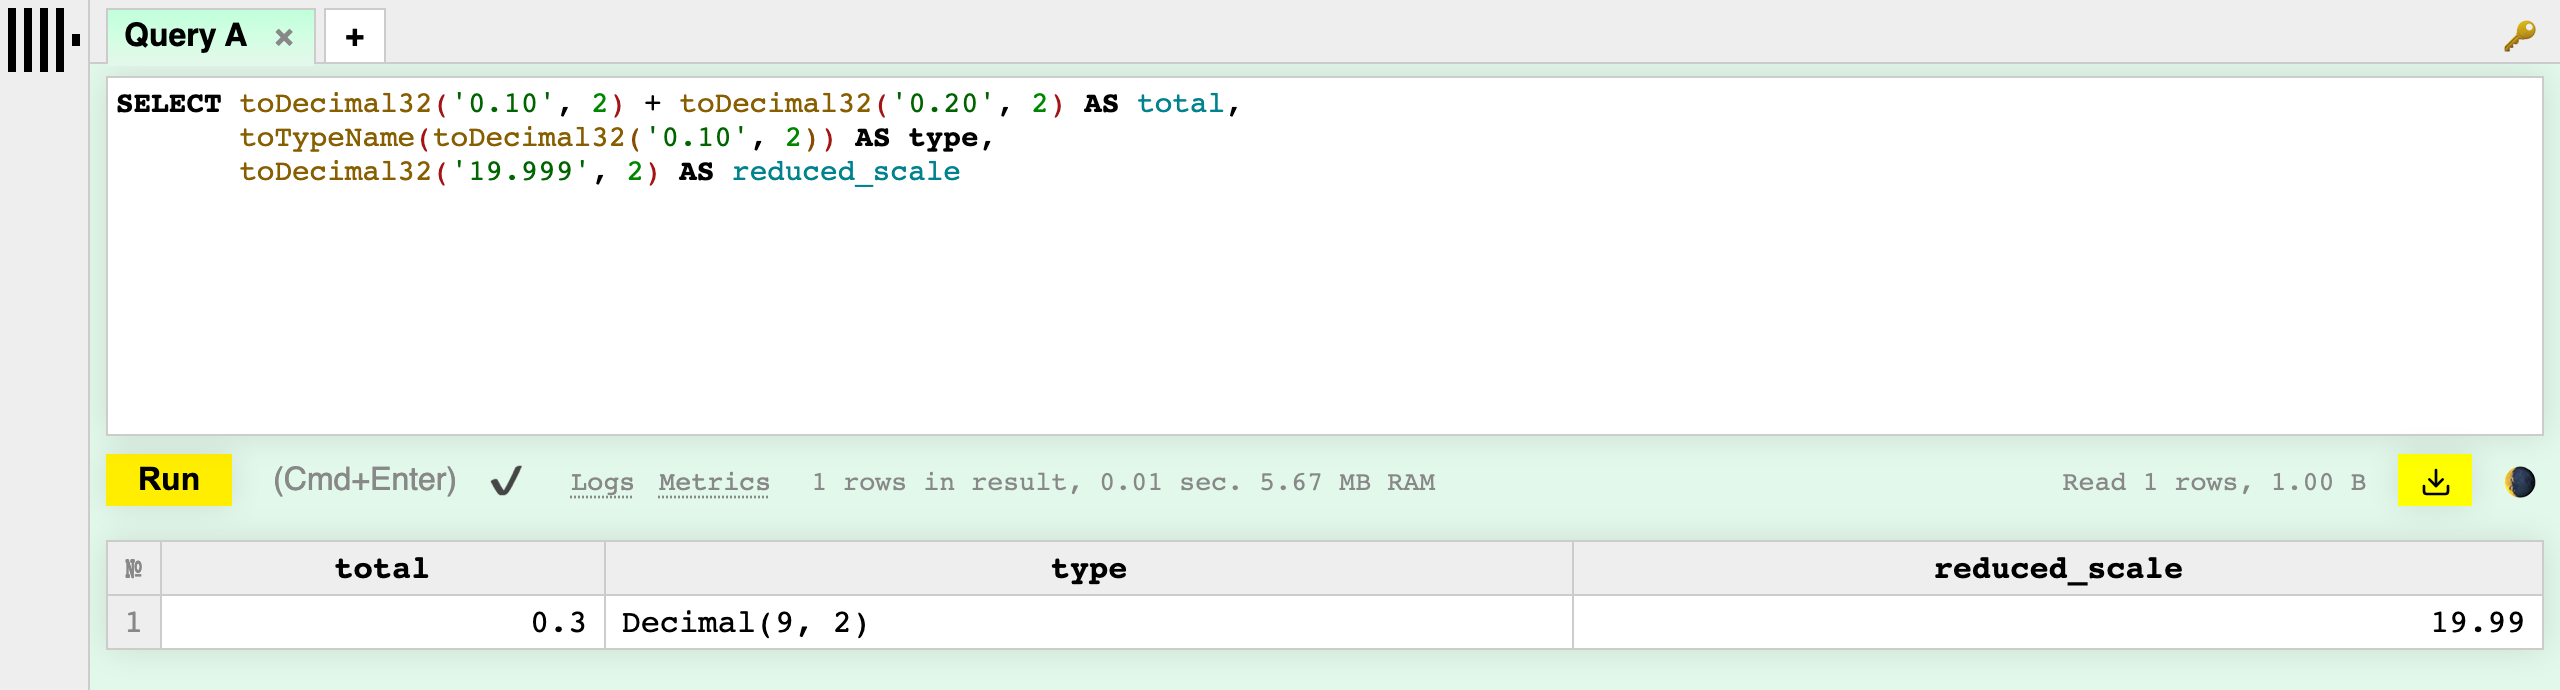 Query A × +
SELECT toDecimal32('0.10', 2) + toDecimal32('0.20', 2) AS total,
toTypeName(toDecimal32('0.10', 2)) AS type,
toDecimal32('19.999', 2) AS reduced_scale
Run (Cmd+Enter) ✔ Logs Metrics 1 rows in result, 0.01 sec. 5.67 MB RAM Read 1 rows, 1.00 B
№ total type reduced_scale
1 0.3 Decimal(9, 2) 19.99